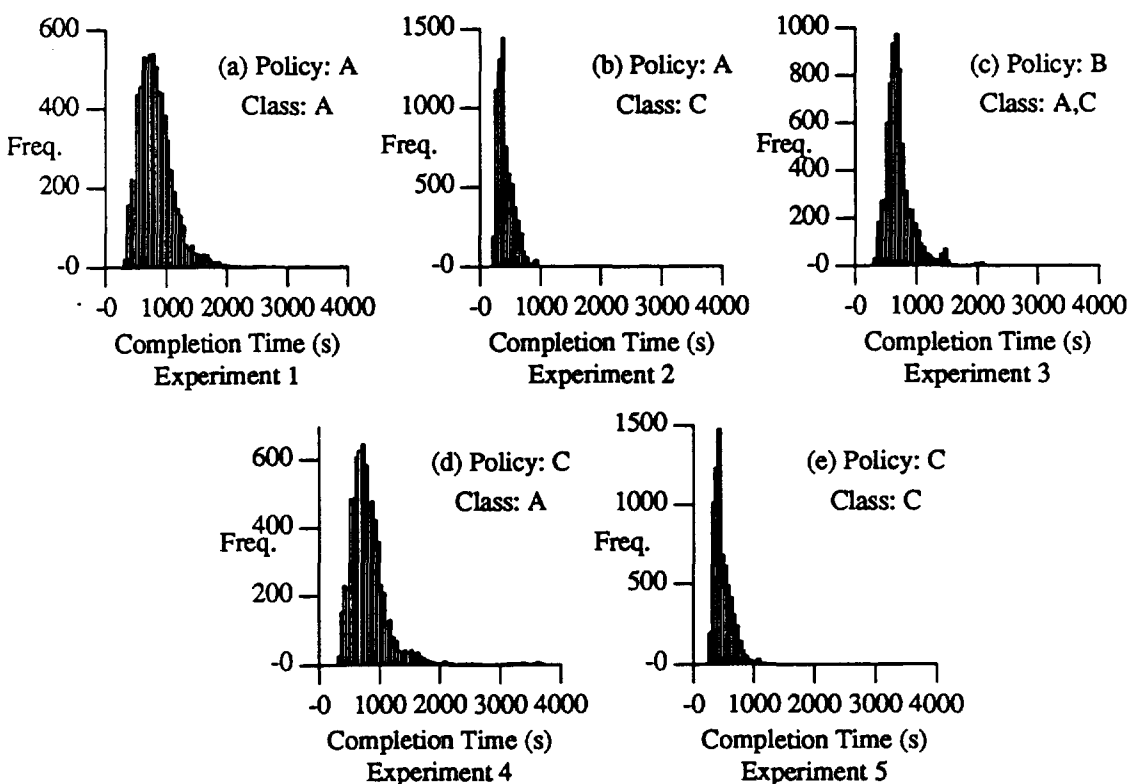 600
400
Freq.
200
-0
-0 1000 2000 3000 4000
Completion Time (s)
Experiment 1
(a) Policy: A
Class: A
1500
1000
Freq.
500
-0
-0 1000 2000 3000 4000
Completion Time (s)
Experiment 2
(b) Policy: A
Class: C
1000
800
600
Freq.
400
200
-0
-0 1000 2000 3000 4000
Completion Time (s)
Experiment 3
(c) Policy: B
Class: A,C
600
400
Freq.
200
-0
-0 1000 2000 3000 4000
Completion Time (s)
Experiment 4
(d) Policy: C
Class: A
1500
1000
Freq.
500
-0
-0 1000 2000 3000 4000
Completion Time (s)
Experiment 5
(e) Policy: C
Class: C